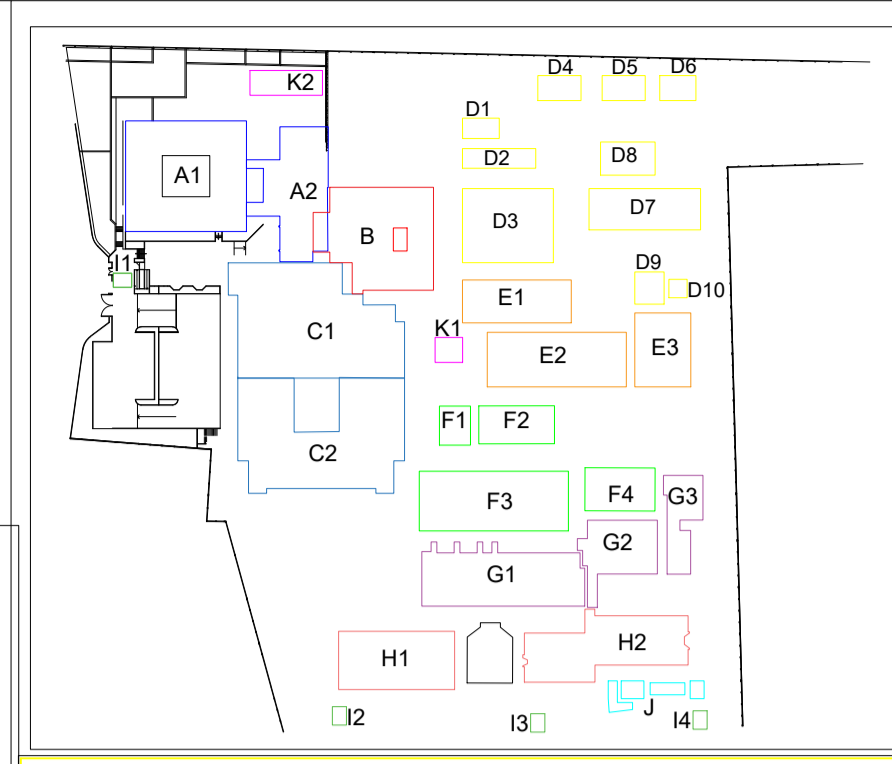 D4 D5 D6
K2
D1
D2 D8
A1 A2
D3 D7
B
I1 D9
D10
E1
C1 K1
E2 E3
F1 F2
C2
F3 F4 G3
G2
G1
H1 H2
J
I2 I3 I4